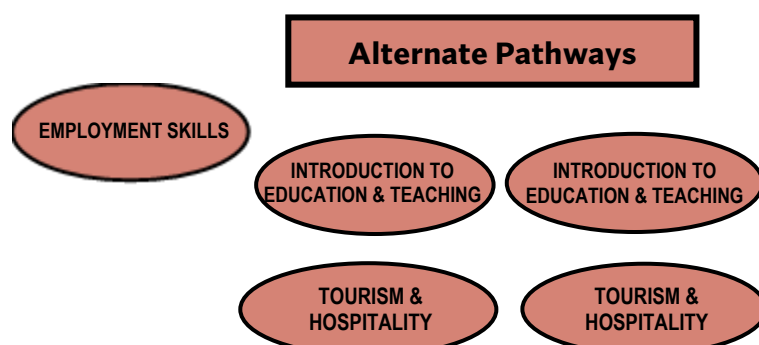 Alternate Pathways
EMPLOYMENT SKILLS
INTRODUCTION TO
EDUCATION & TEACHING
INTRODUCTION TO
EDUCATION & TEACHING
TOURISM &
HOSPITALITY
TOURISM &
HOSPITALITY